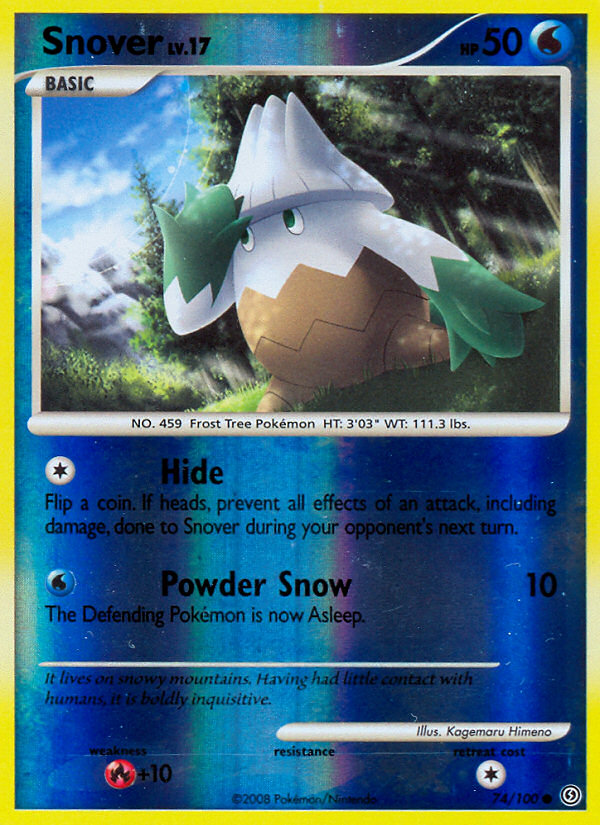 Snover LV.17 HP 50
BASIC
NO. 459 Frost Tree Pokémon HT: 3'03" WT: 111.3 lbs.
Hide
Flip a coin. If heads, prevent all effects of an attack, including
damage, done to Snover during your opponent's next turn.
Powder Snow 10
The Defending Pokémon is now Asleep.
It lives on snowy mountains. Having had little contact with
humans, it is boldly inquisitive.
Illus. Kagemaru Himeno
weakness resistance retreat cost
+10
©2008 Pokémon/Nintendo 74/100